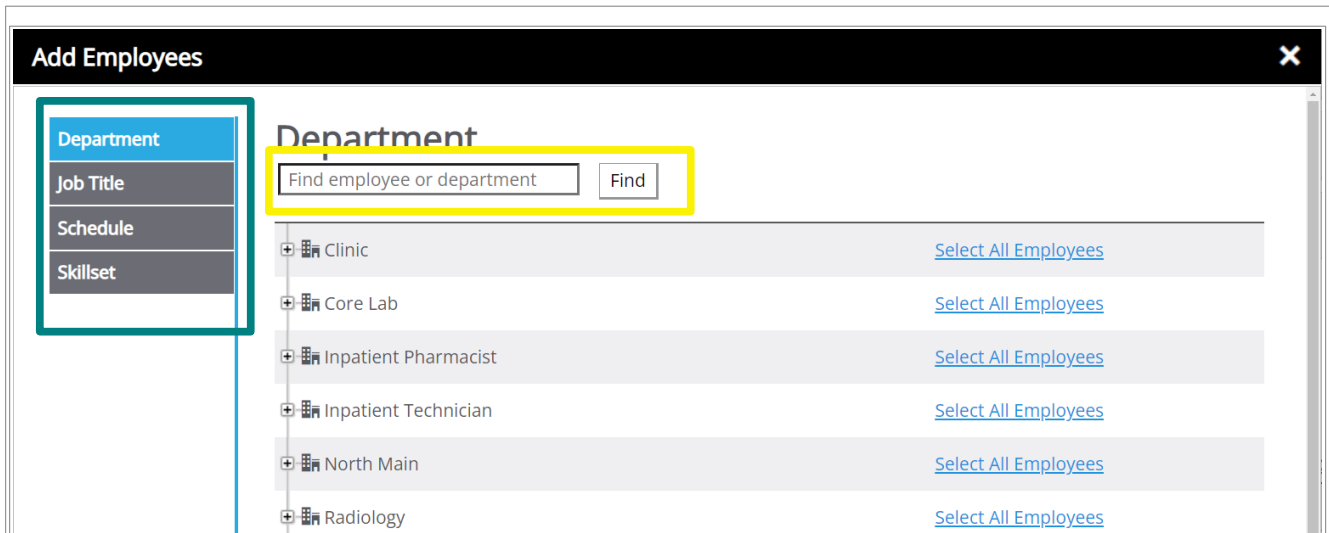 Add Employees
Department
Job Title
Schedule
Skillset
Department
Find employee or department Find
Clinic Select All Employees
Core Lab Select All Employees
Inpatient Pharmacist Select All Employees
Inpatient Technician Select All Employees
North Main Select All Employees
Radiology Select All Employees